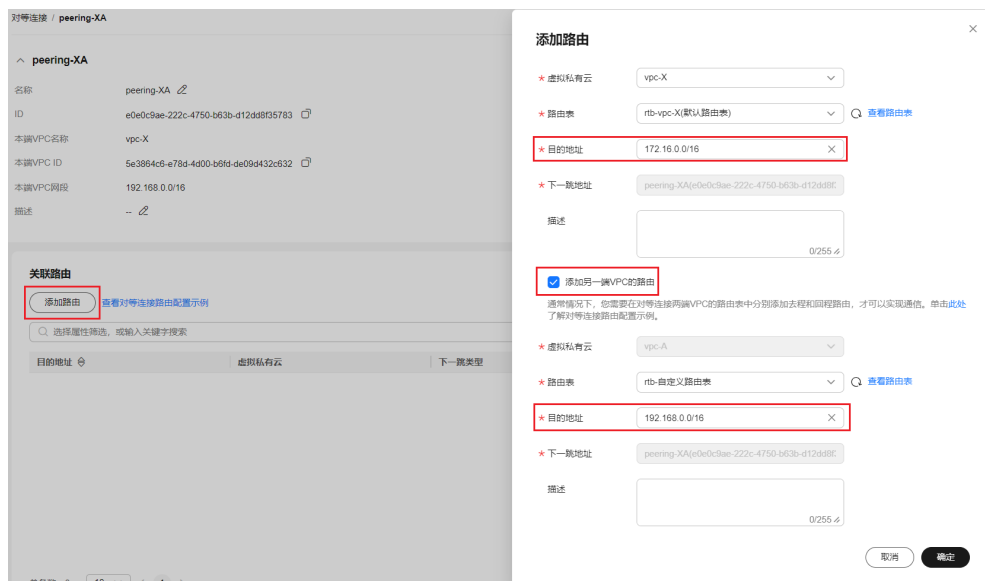 对等连接 / peering-XA
peering-XA
名称 peering-XA
ID e0e0c9ae-222c-4750-b63b-d12dd8f35783
本端VPC名称 vpc-X
本端VPC ID 5e3864c6-e78d-4d00-b6fd-de09d432c632
本端VPC网段 192.168.0.0/16
描述 --
关联路由
添加路由 查看对等连接路由配置示例
选择属性筛选，或输入关键字搜索
目的地址 虚拟私有云 下一跳类型
添加路由
* 虚拟私有云 vpc-X
* 路由表 rtb-vpc-X(默认路由表) 查看路由表
* 目的地址 172.16.0.0/16
* 下一跳地址 peering-XA(e0e0c9ae-222c-4750-b63b-d12dd8f3
描述
0/255
添加另一端VPC的路由
通常情况下，您需要在对等连接两端VPC的路由表中分别添加去程和回程路由，才可以实现通信。单击此处
了解对等连接路由配置示例。
* 虚拟私有云 vpc-A
* 路由表 rtb-自定义路由表 查看路由表
* 目的地址 192.168.0.0/16
* 下一跳地址 peering-XA(e0e0c9ae-222c-4750-b63b-d12dd8f3
描述
0/255
取消 确定